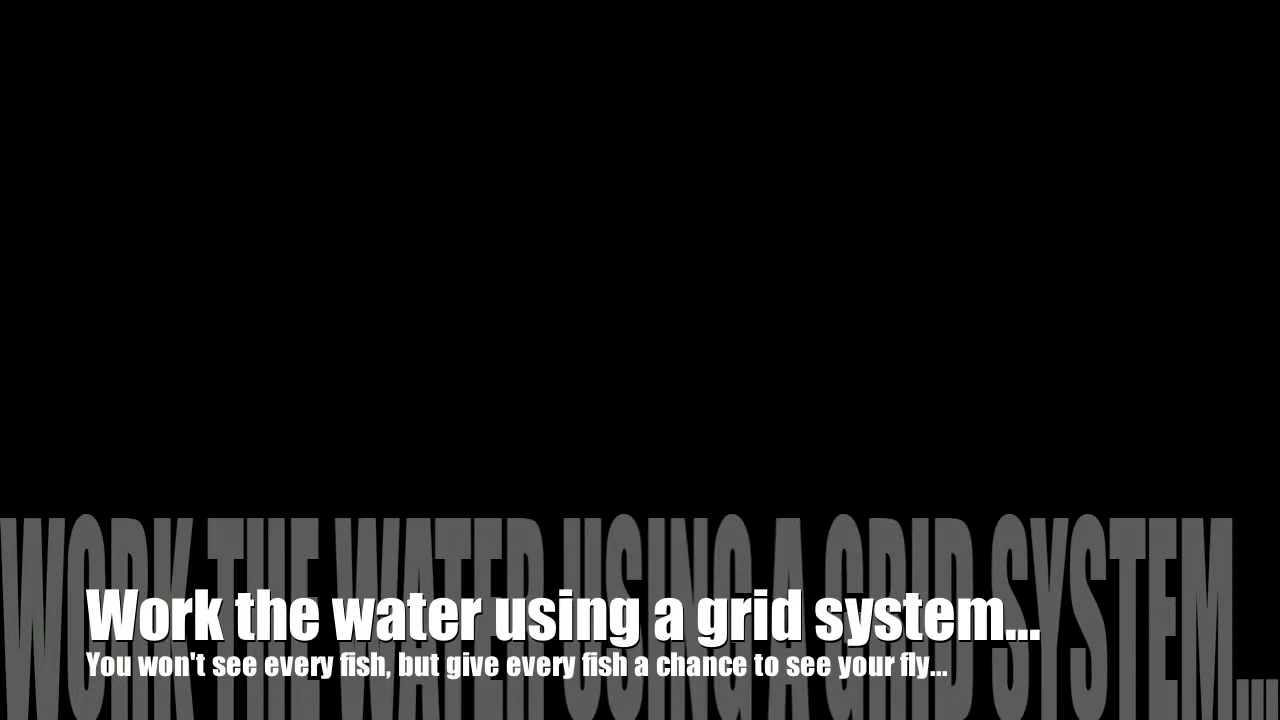 WORK THE WATER USING A GRID SYSTEM...
Work the water using a grid system...
You won't see every fish, but give every fish a chance to see your fly...